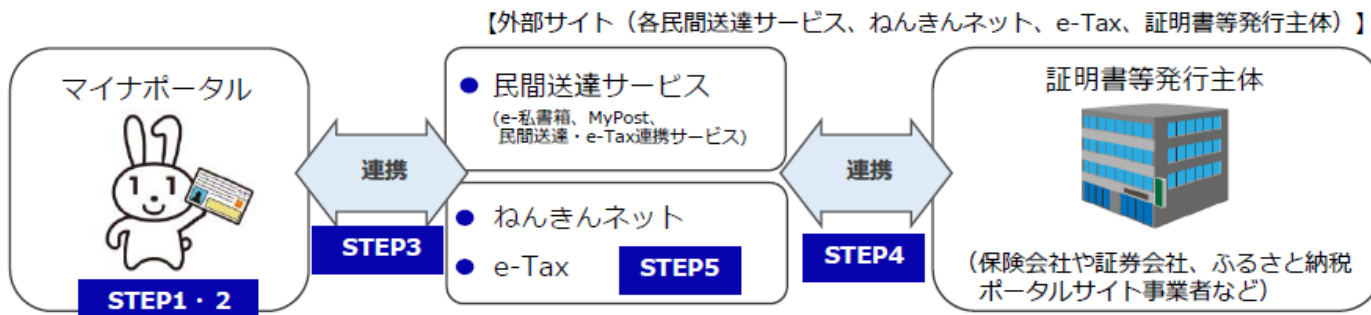 【外部サイト（各民間送達サービス、ねんきんネット、e-Tax、証明書等発行主体）】
マイナポータル
STEP1・2
連携
STEP3
● 民間送達サービス
(e-私書箱、MyPost、
民間送達・e-Tax連携サービス)
● ねんきんネット
● e-Tax
STEP5
連携
STEP4
証明書等発行主体
（保険会社や証券会社、ふるさと納税
ポータルサイト事業者など）